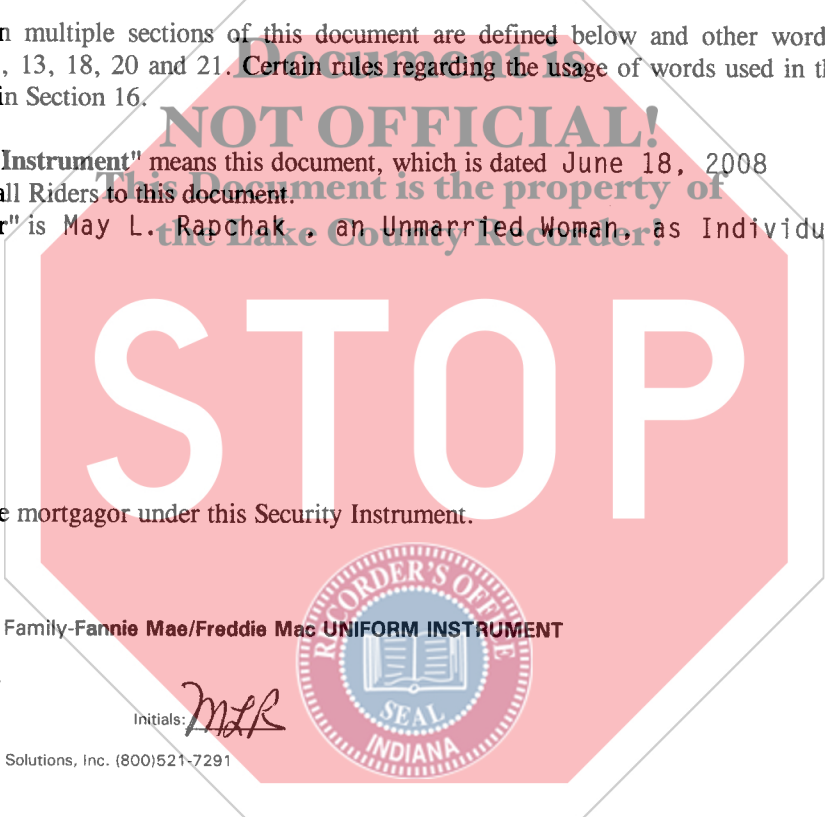 n multiple sections of this document are defined below and other word
, 13, 18, 20 and 21. Certain rules regarding the usage of words used in th
in Section 16.
Document is
NOT OFFICIAL!
This Document is the property of
the Lake County Recorder!
Instrument" means this document, which is dated June 18, 2008
all Riders to this document.
r" is May L. Rapchak , an Unmarried Woman, as Individu
STOP
e mortgagor under this Security Instrument.
Family-Fannie Mae/Freddie Mac UNIFORM INSTRUMENT
RECORDER'S OFFICE
SEAL
INDIANA
Initials: MLR
Solutions, Inc. (800)521-7291